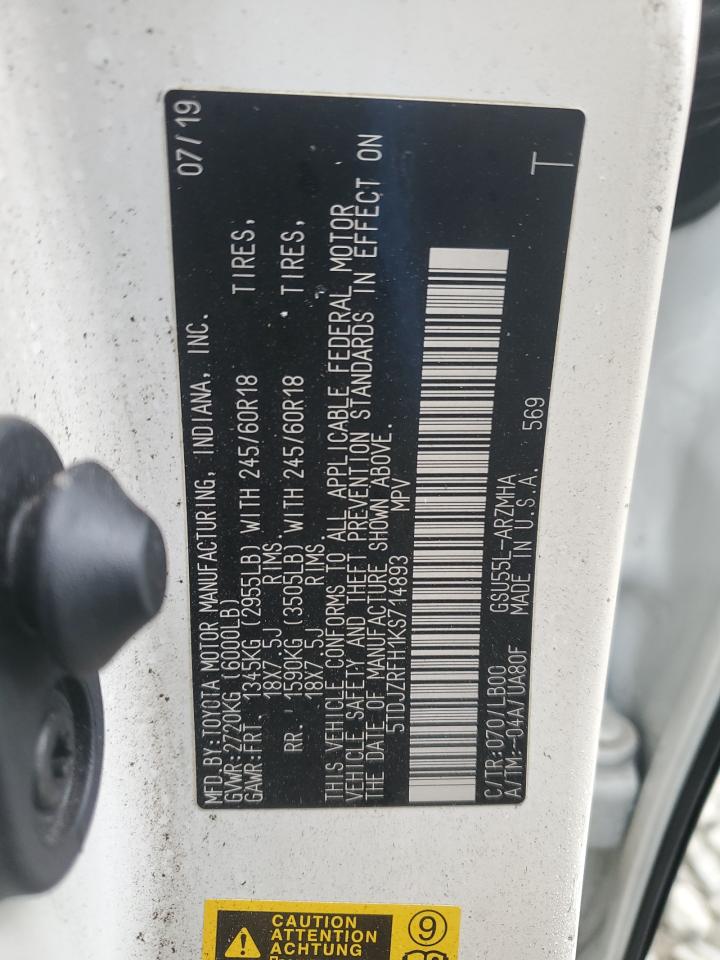 07/19
MFD.BY:TOYOTA MOTOR MANUFACTURING, INDIANA, INC.
GVWR:2720KG (6000LB)
GAWR:FRT. 1345KG (2955LB) WITH 245/60R18 TIRES,
18X7.5J RIMS.
RR. 1590KG (3505LB) WITH 245/60R18 TIRES,
18X7.5J RIMS.
THIS VEHICLE CONFORMS TO ALL APPLICABLE FEDERAL MOTOR
VEHICLE SAFETY AND THEFT PREVENTION STANDARDS IN EFFECT ON
THE DATE OF MANUFACTURE SHOWN ABOVE.
5TDJZRFH1KS714893 MPV
C/TR:070/LB00 GSU55L-ARZMHA
A/TM:-04A/UA80F MADE IN U.S.A. 569
T
CAUTION
ATTENTION
ACHTUNG
9